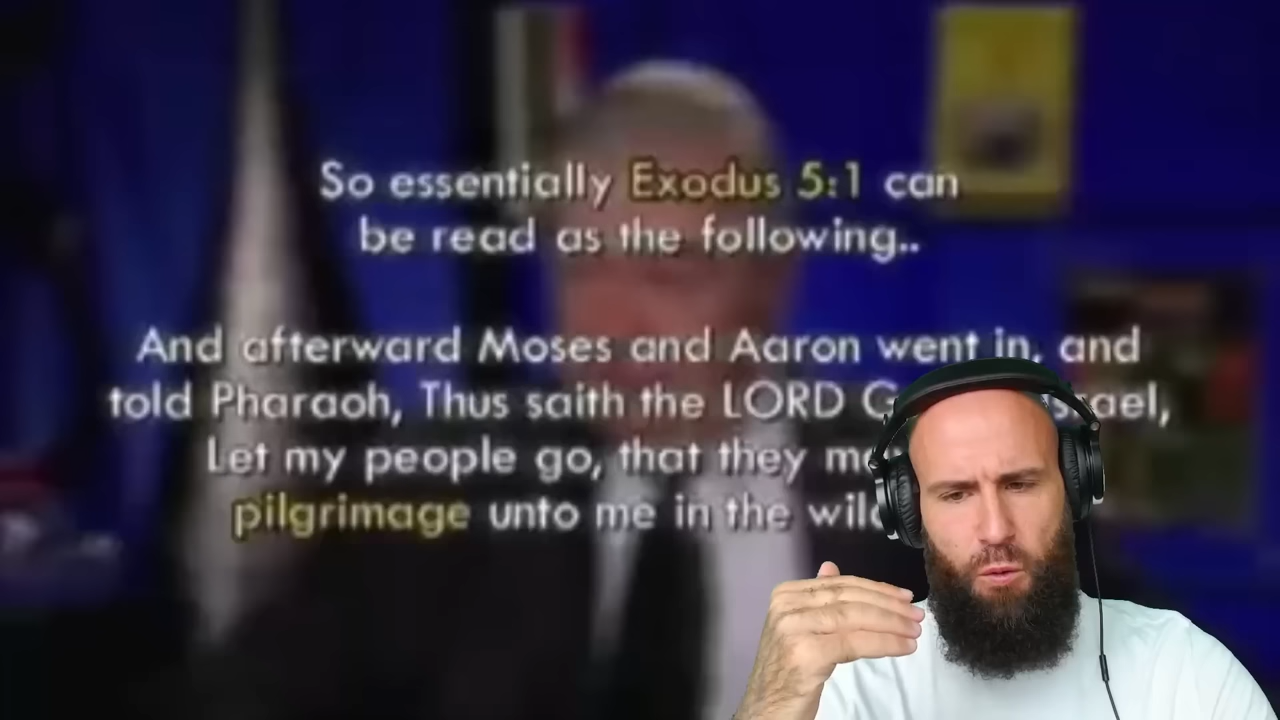 So essentially Exodus 5:1 can
be read as the following..
And afterward Moses and Aaron went in, and
told Pharaoh, Thus saith the LORD
Let my people go, that they
pilgrimage unto me in the